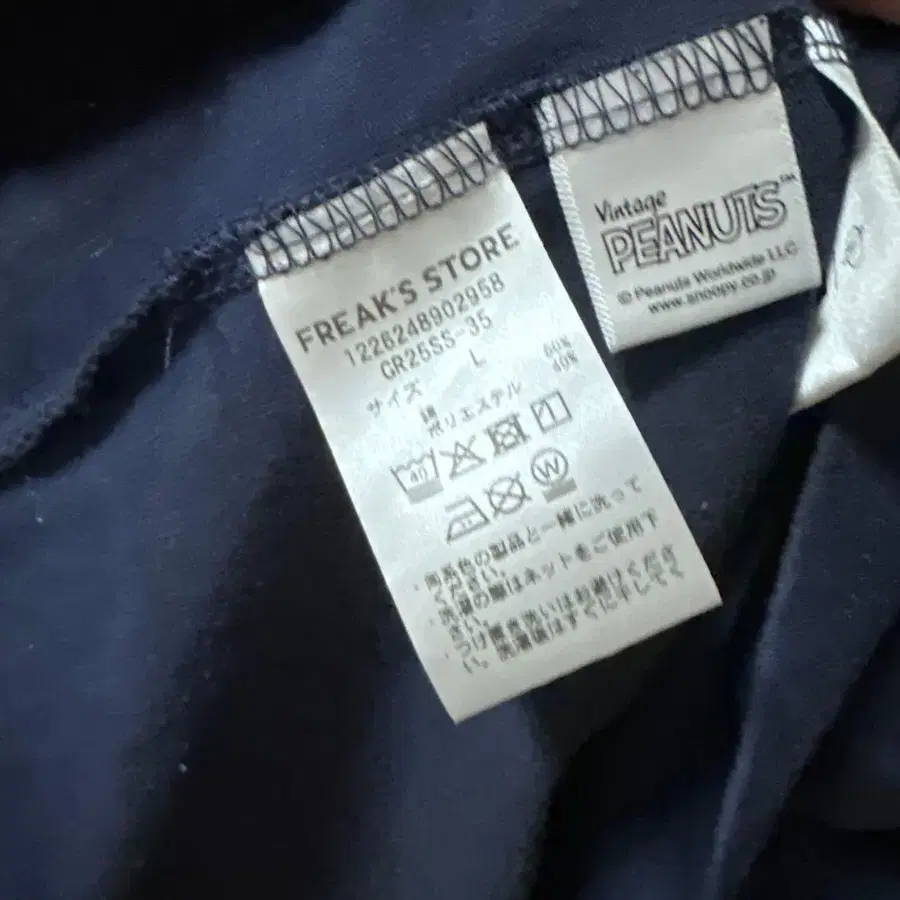 FREAK'S STORE
1226248902958
GR26SS-35
サイズ L
綿 60%
ポリエステル 40%
40
W
・同系色の製品と一緒に洗って
ください。
・洗濯の際はネットをご使用下
さい。
・つけ置き洗いはお避けくださ
い。洗濯後はすぐに干してく
Vintage
PEANUTS™
© Peanuts Worldwide LLC
www.snoopy.co.jp